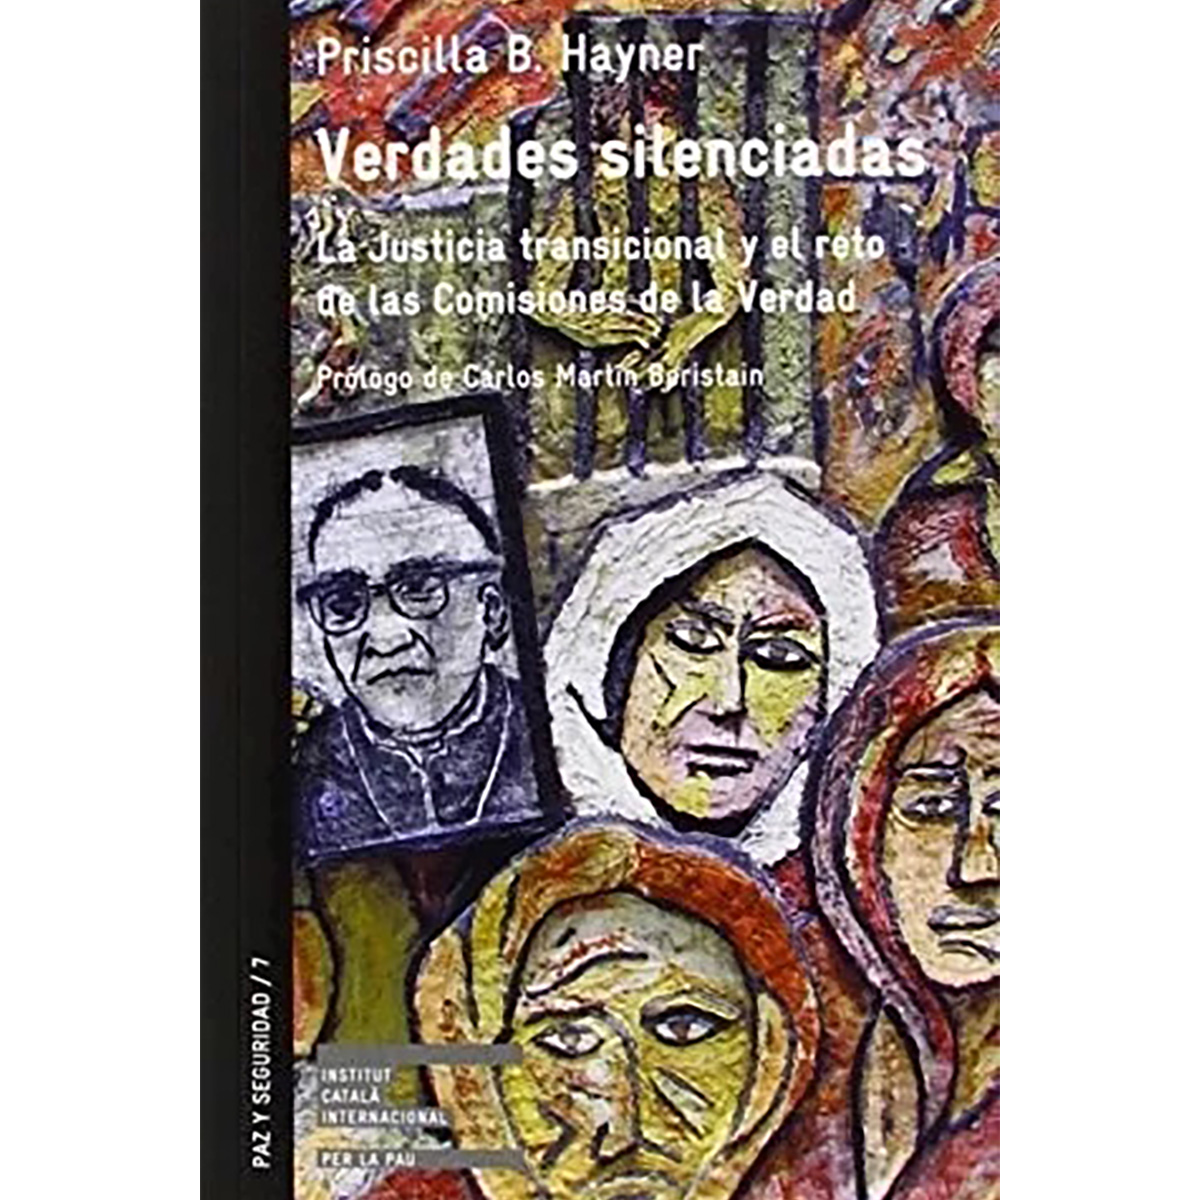 Priscilla B. Hayner
Verdades silenciadas
La Justicia transicional y el reto
de las Comisiones de la Verdad
Prólogo de Carlos Martín Beristain
PAZ Y SEGURIDAD / 7
INSTITUT
CATALÀ
INTERNACIONAL
PER LA PAU